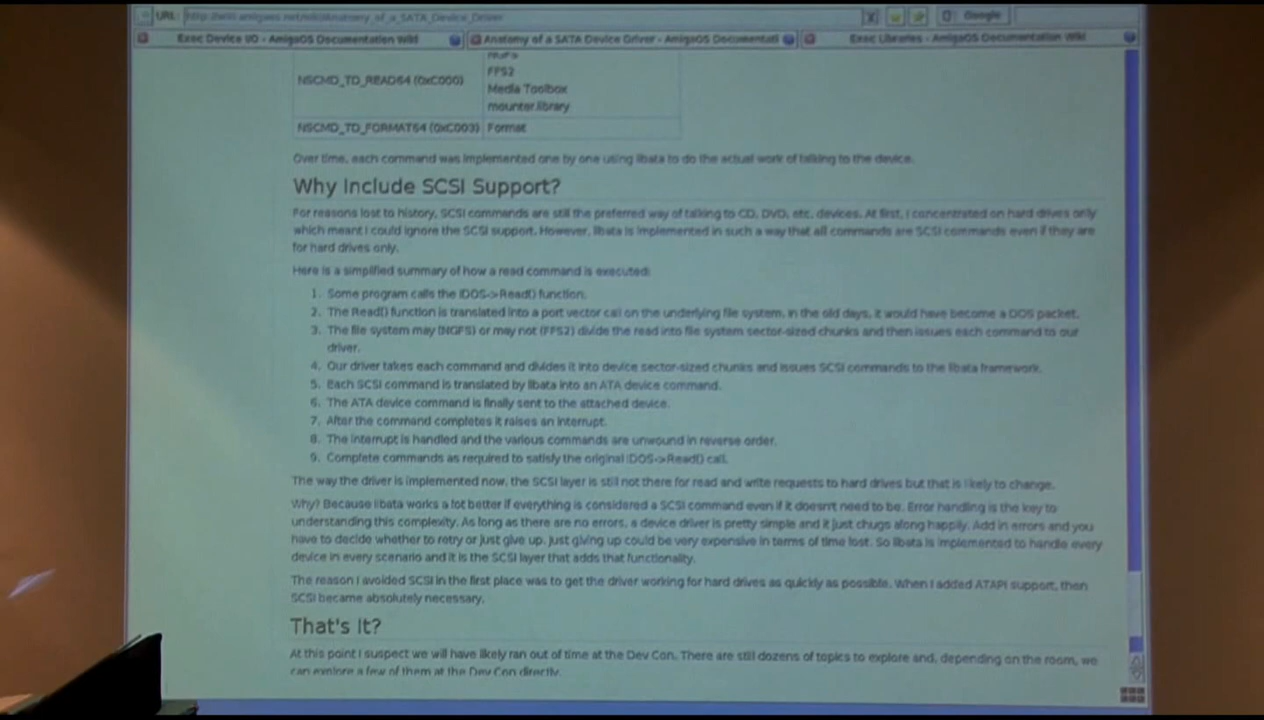 URL: http://wiki.amigaos.net/wiki/Anatomy_of_a_SATA_Device_Driver
Google
Exec Device I/O - AmigaOS Documentation Wiki
Anatomy of a SATA Device Driver - AmigaOS Documentati
Exec Libraries - AmigaOS Documentation Wiki
NSCMD_TD_READ64 (0xC000)
FFS2
Media Toolbox
mounter.library
NSCMD_TD_FORMAT64 (0xC003) Format
Over time, each command was implemented one by one using libata to do the actual work of talking to the device.
Why Include SCSI Support?
For reasons lost to history, SCSI commands are still the preferred way of talking to CD, DVD, etc. devices. At first, I concentrated on hard drives only
which meant I could ignore the SCSI support. However, libata is implemented in such a way that all commands are SCSI commands even if they are
for hard drives only.
Here is a simplified summary of how a read command is executed:
1. Some program calls the IDOS->Read() function.
2. The Read() function is translated into a port vector call on the underlying file system. In the old days, it would have become a DOS packet.
3. The file system may (NGFS) or may not (FFS2) divide the read into file system sector-sized chunks and then issues each command to our
driver.
4. Our driver takes each command and divides it into device sector-sized chunks and issues SCSI commands to the libata framework.
5. Each SCSI command is translated by libata into an ATA device command.
6. The ATA device command is finally sent to the attached device.
7. After the command completes it raises an interrupt.
8. The interrupt is handled and the various commands are unwound in reverse order.
9. Complete commands as required to satisfy the original IDOS->Read() call.
The way the driver is implemented now, the SCSI layer is still not there for read and write requests to hard drives but that is likely to change.
Why? Because libata works a lot better if everything is considered a SCSI command even if it doesn't need to be. Error handling is the key to
understanding this complexity. As long as there are no errors, a device driver is pretty simple and it just chugs along happily. Add in errors and you
have to decide whether to retry or just give up. Just giving up could be very expensive in terms of time lost. So libata is implemented to handle every
device in every scenario and it is the SCSI layer that adds that functionality.
The reason I avoided SCSI in the first place was to get the driver working for hard drives as quickly as possible. When I added ATAPI support, then
SCSI became absolutely necessary.
That's It?
At this point I suspect we will have likely ran out of time at the Dev Con. There are still dozens of topics to explore and, depending on the room, we
can explore a few of them at the Dev Con directly.